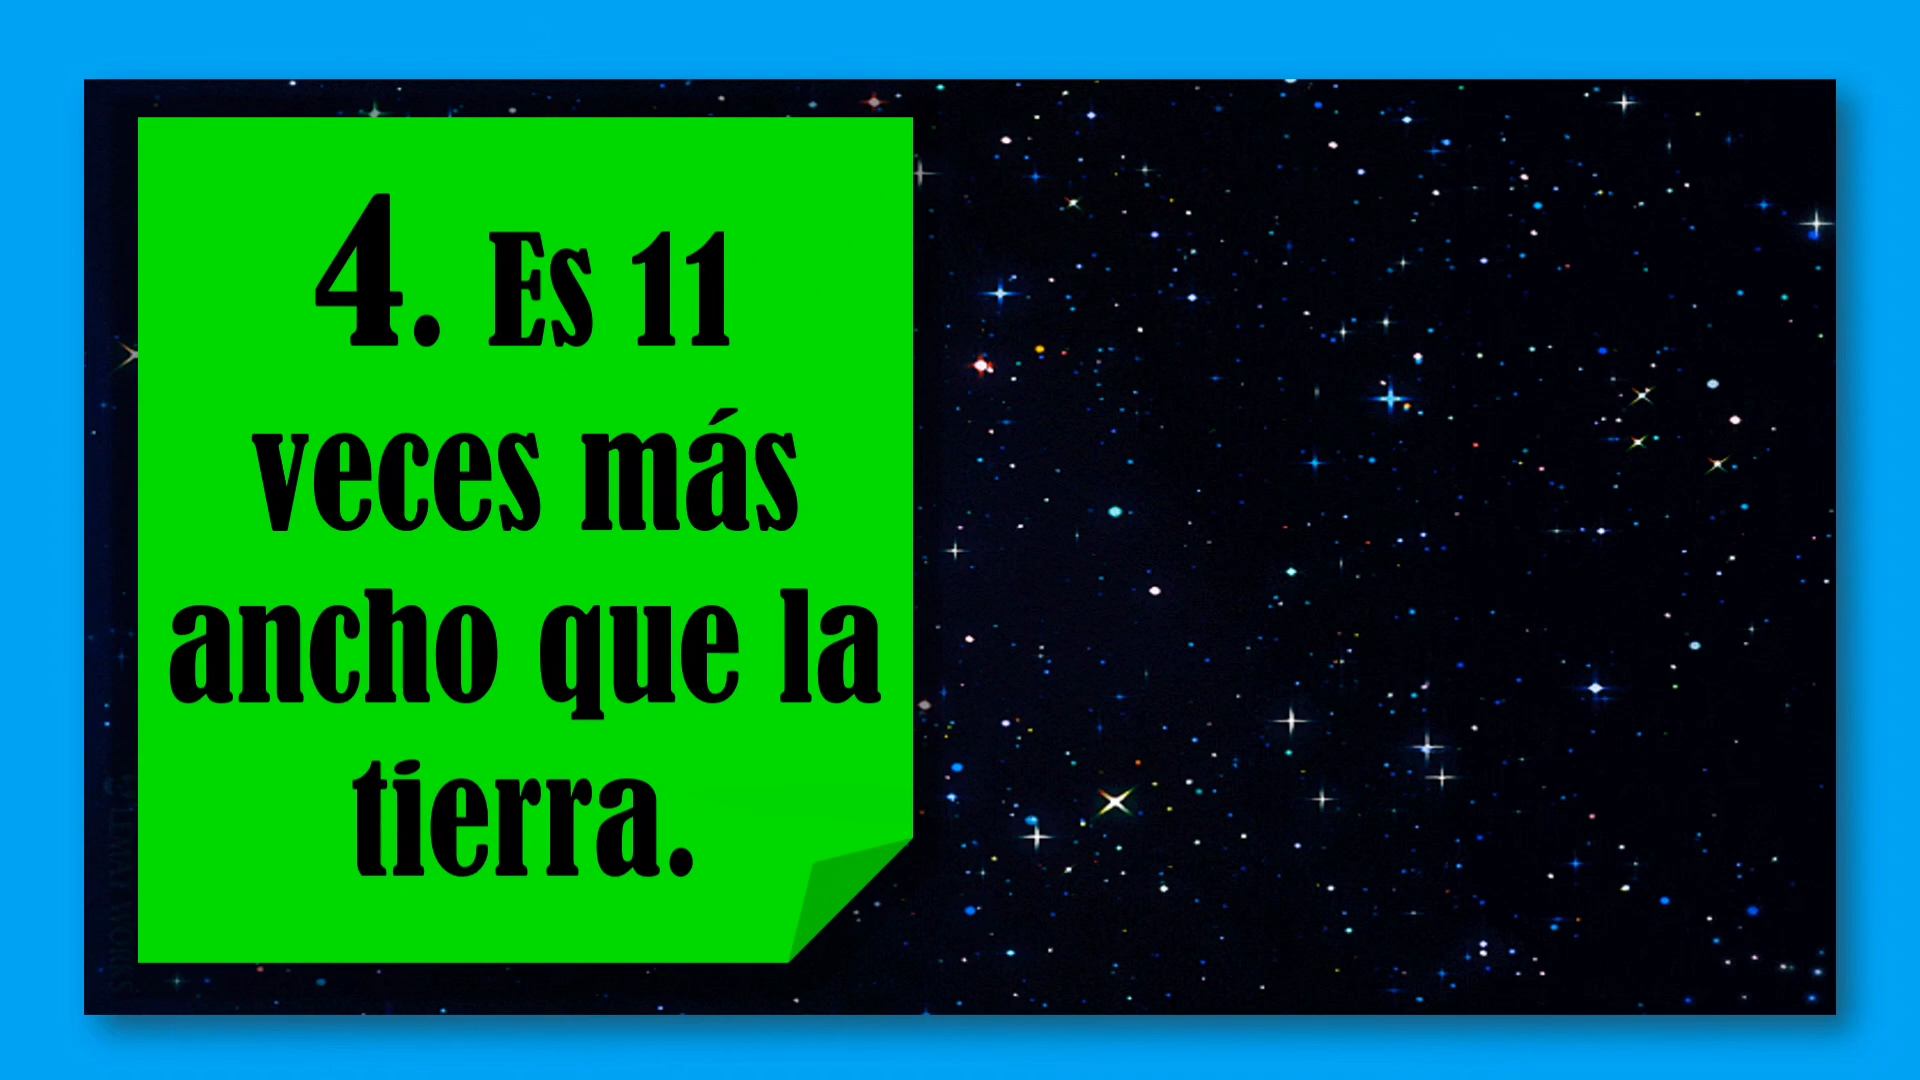 4. Es 11
veces más
ancho que la
tierra.